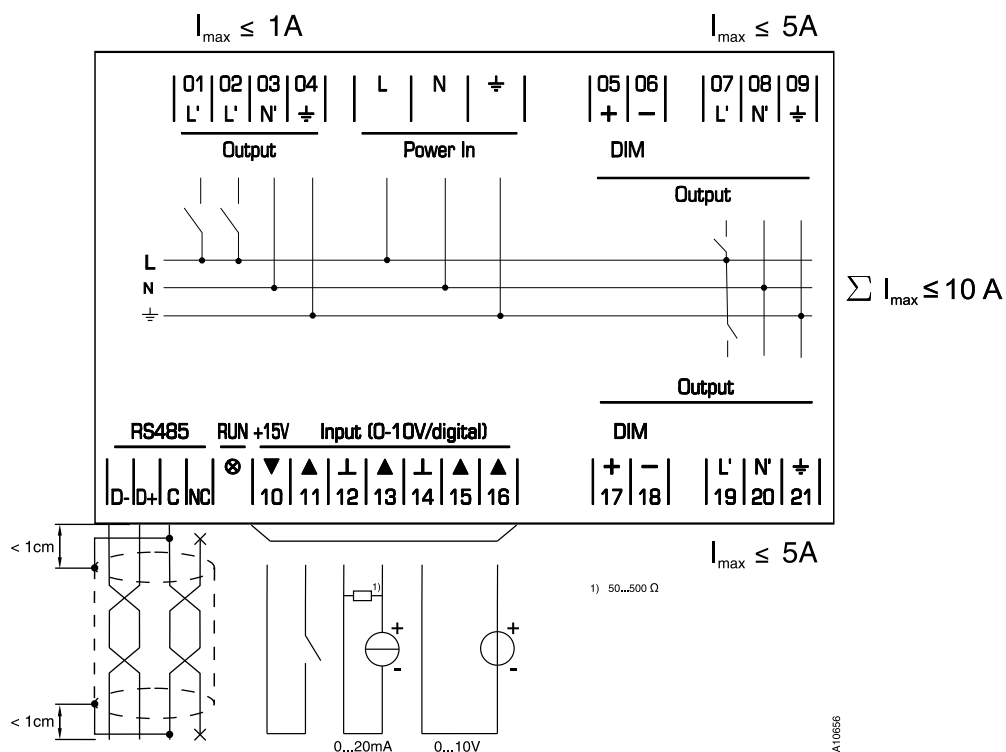 Imax ≤ 1A
Imax ≤ 5A
01 02 03 04 L N ⏚ 05 06 07 08 09
L' L' N' ⏚ + − L' N' ⏚
Output Power In DIM
Output
L
N
⏚
∑ Imax ≤ 10 A
Output
RS485 RUN +15V Input (0-10V/digital) DIM
⊗ ▼ ▲ ⊥ ▲ ⊥ ▲ ▲ + − L' N' ⏚
D- D+ C NC 10 11 12 13 14 15 16 17 18 19 20 21
< 1cm
Imax ≤ 5A
1)
1) 50...500 Ω
+ +
- -
< 1cm
0...20mA 0...10V
A10656